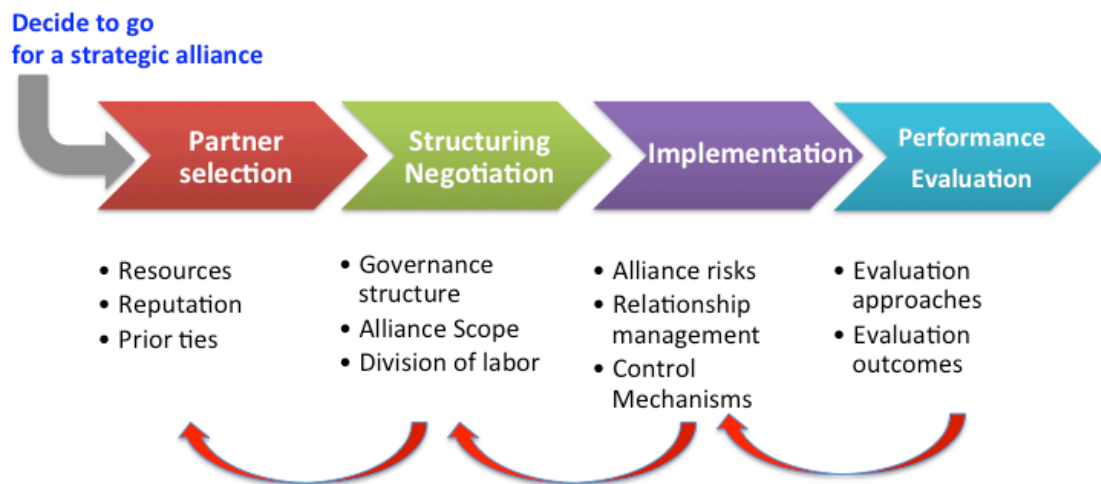 Decide to go
for a strategic alliance
Partner
selection
Structuring
Negotiation
Implementation
Performance
Evaluation
• Resources
• Reputation
• Prior ties
• Governance
structure
• Alliance Scope
• Division of labor
• Alliance risks
• Relationship
management
• Control
Mechanisms
• Evaluation
approaches
• Evaluation
outcomes